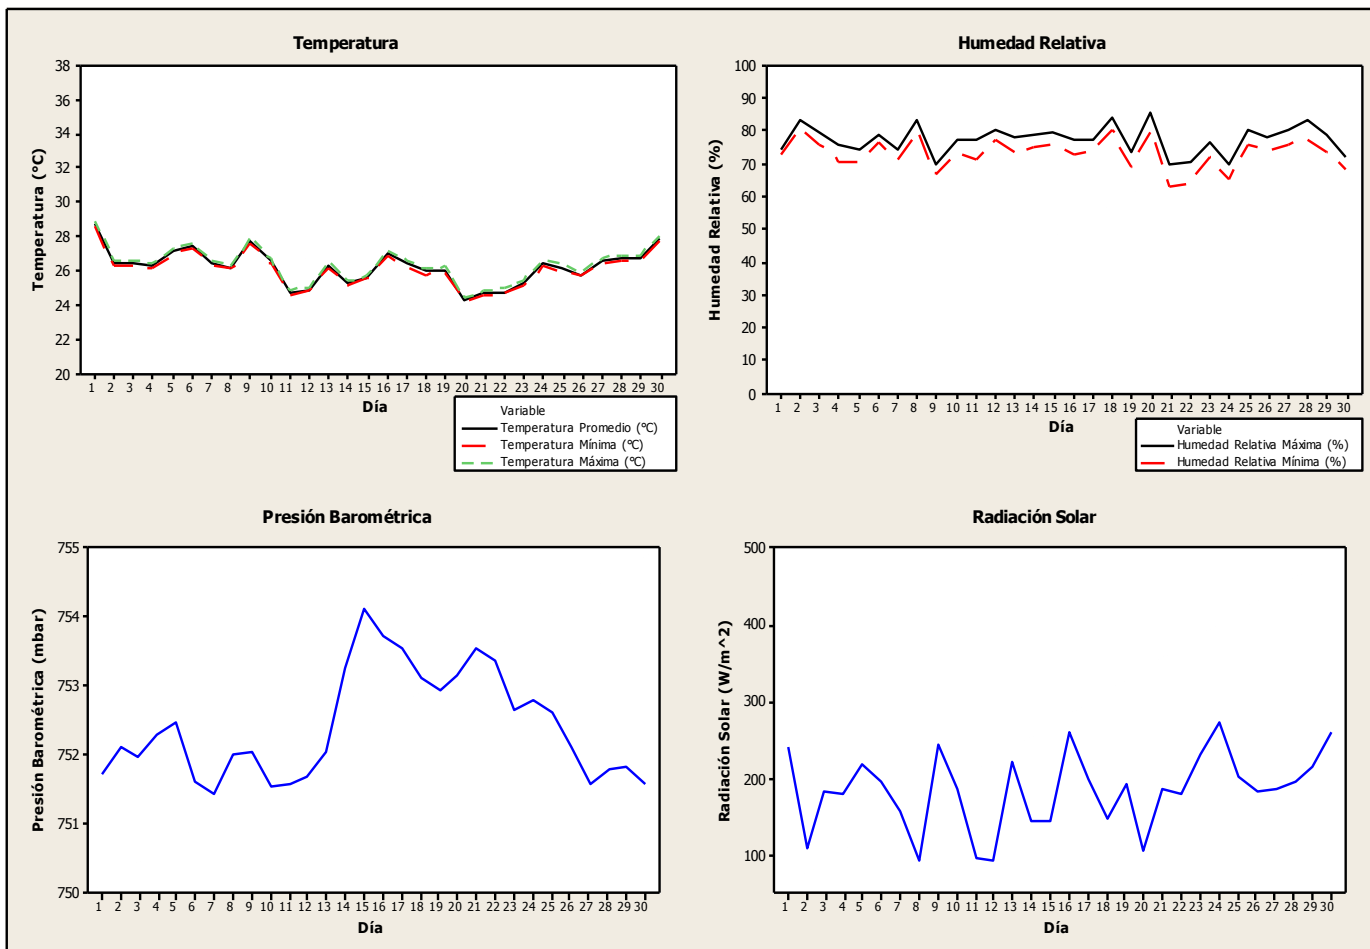 Temperatura
38
36
34
32
30
28
26
24
22
20
Temperatura (°C)
1 2 3 4 5 6 7 8 9 10 11 12 13 14 15 16 17 18 19 20 21 22 23 24 25 26 27 28 29 30
Día
Variable
Temperatura Promedio (°C)
Temperatura Mínima (°C)
Temperatura Máxima (°C)
Humedad Relativa
100
90
80
70
60
50
40
30
20
10
0
Humedad Relativa (%)
1 2 3 4 5 6 7 8 9 10 11 12 13 14 15 16 17 18 19 20 21 22 23 24 25 26 27 28 29 30
Día
Variable
Humedad Relativa Máxima (%)
Humedad Relativa Mínima (%)
Presión Barométrica
755
754
753
752
751
750
Presión Barométrica (mbar)
1 2 3 4 5 6 7 8 9 10 11 12 13 14 15 16 17 18 19 20 21 22 23 24 25 26 27 28 29 30
Día
Radiación Solar
500
400
300
200
100
Radiación Solar (W/m^2)
1 2 3 4 5 6 7 8 9 10 11 12 13 14 15 16 17 18 19 20 21 22 23 24 25 26 27 28 29 30
Día